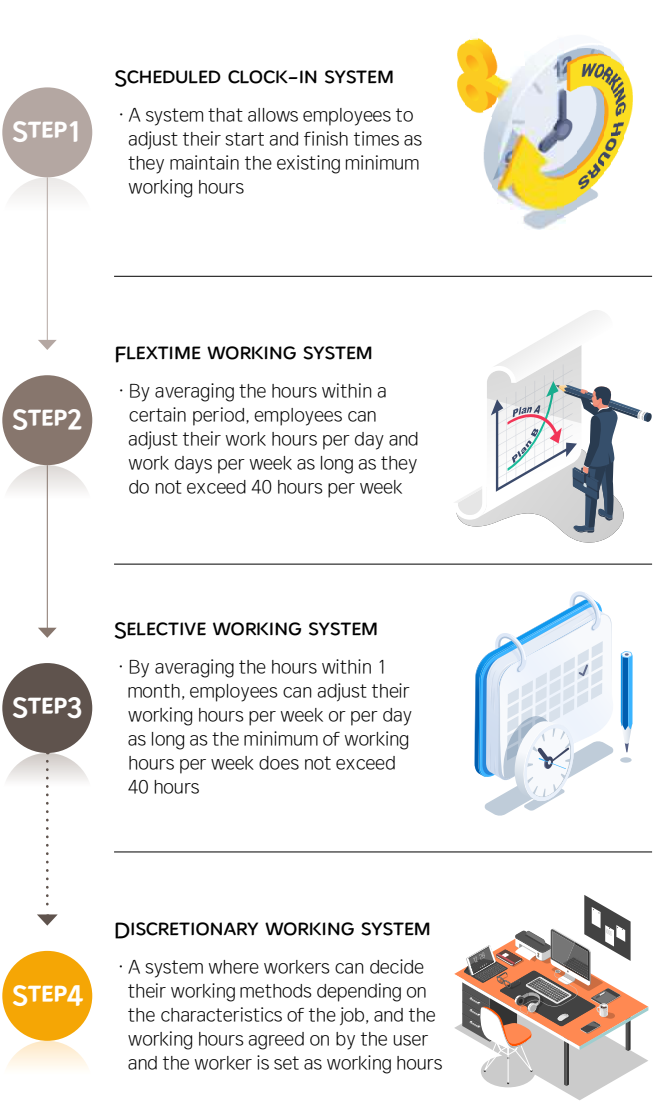 STEP1
SCHEDULED CLOCK-IN SYSTEM
· A system that allows employees to
adjust their start and finish times as
they maintain the existing minimum
working hours
12
WORKING HOURS
STEP2
FLEXTIME WORKING SYSTEM
· By averaging the hours within a
certain period, employees can
adjust their work hours per day and
work days per week as long as they
do not exceed 40 hours per week
Plan A
Plan B
STEP3
SELECTIVE WORKING SYSTEM
· By averaging the hours within 1
month, employees can adjust their
working hours per week or per day
as long as the minimum of working
hours per week does not exceed
40 hours
STEP4
DISCRETIONARY WORKING SYSTEM
· A system where workers can decide
their working methods depending on
the characteristics of the job, and the
working hours agreed on by the user
and the worker is set as working hours